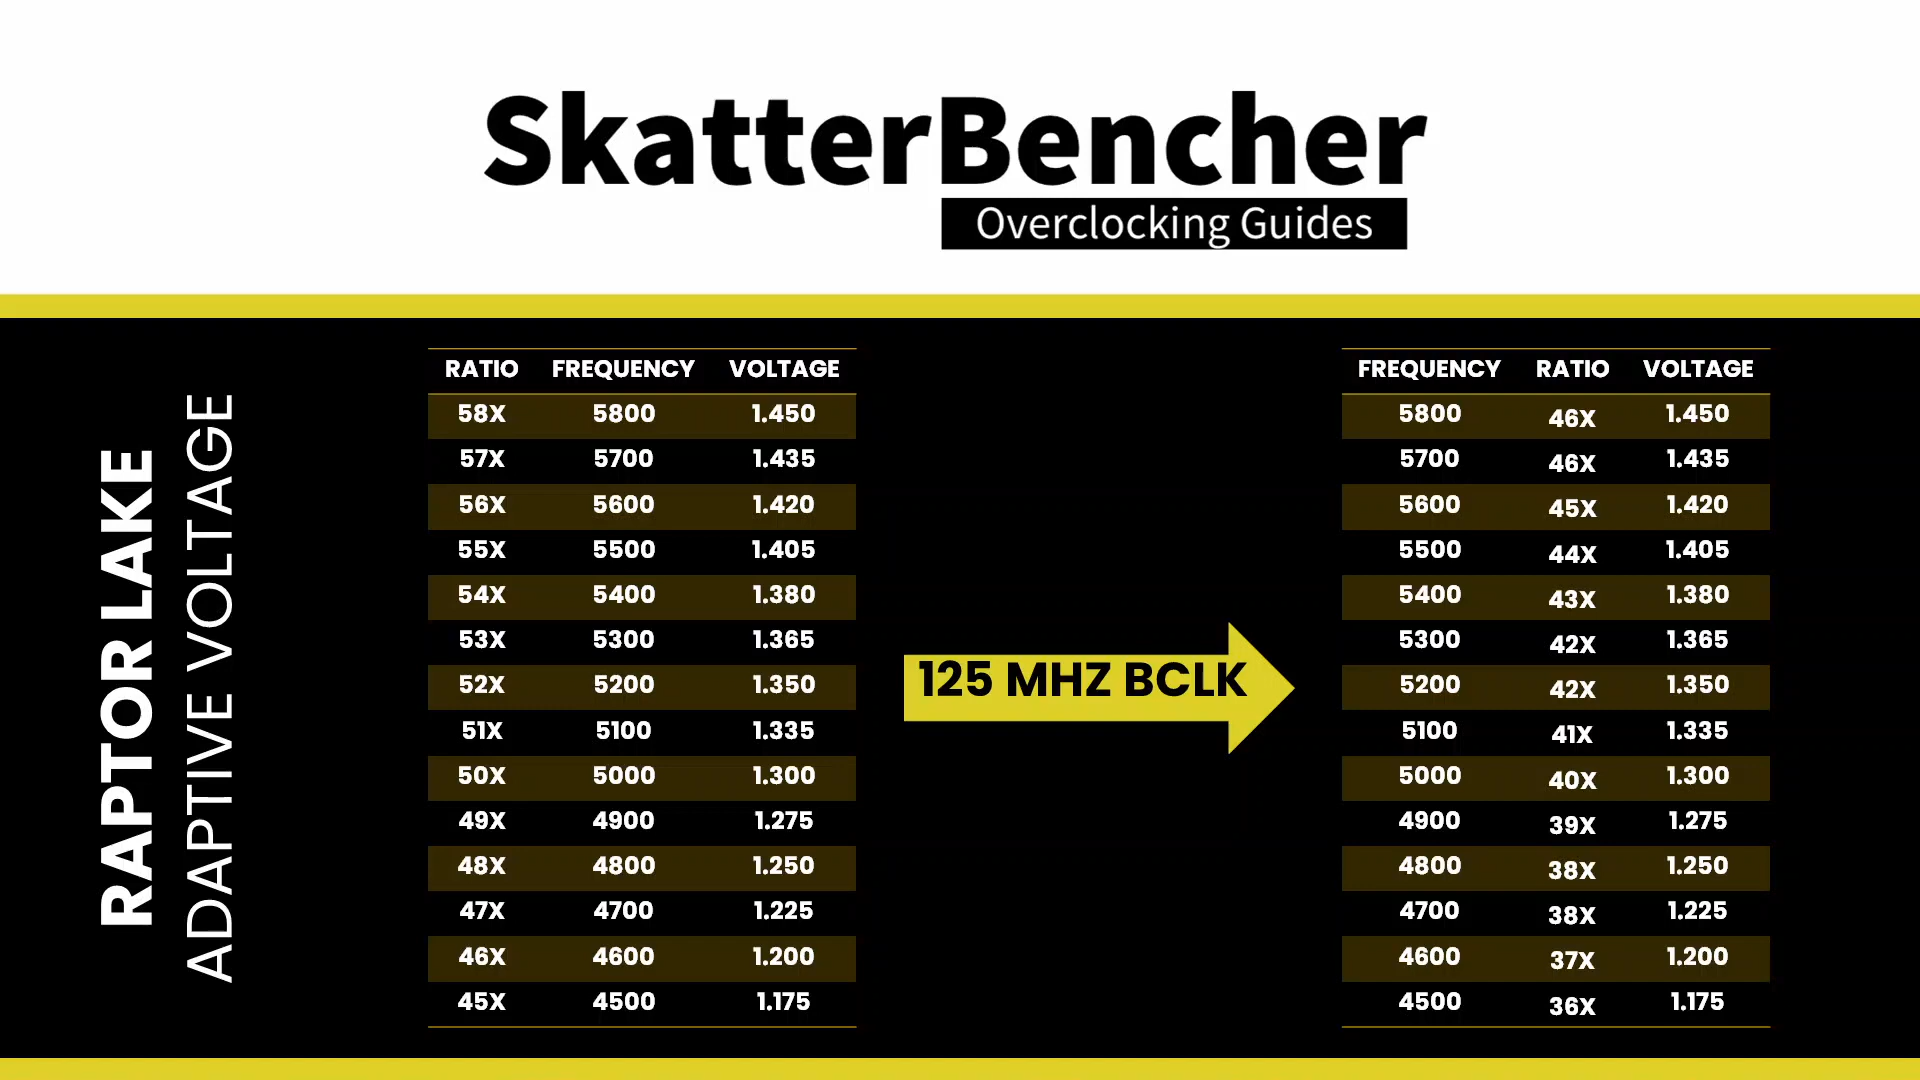 SkatterBencher
Overclocking Guides
RAPTOR LAKE
ADAPTIVE VOLTAGE
RATIO FREQUENCY VOLTAGE
58X 5800 1.450
57X 5700 1.435
56X 5600 1.420
55X 5500 1.405
54X 5400 1.380
53X 5300 1.365
52X 5200 1.350
51X 5100 1.335
50X 5000 1.300
49X 4900 1.275
48X 4800 1.250
47X 4700 1.225
46X 4600 1.200
45X 4500 1.175
125 MHZ BCLK
FREQUENCY RATIO VOLTAGE
5800 46X 1.450
5700 46X 1.435
5600 45X 1.420
5500 44X 1.405
5400 43X 1.380
5300 42X 1.365
5200 42X 1.350
5100 41X 1.335
5000 40X 1.300
4900 39X 1.275
4800 38X 1.250
4700 38X 1.225
4600 37X 1.200
4500 36X 1.175